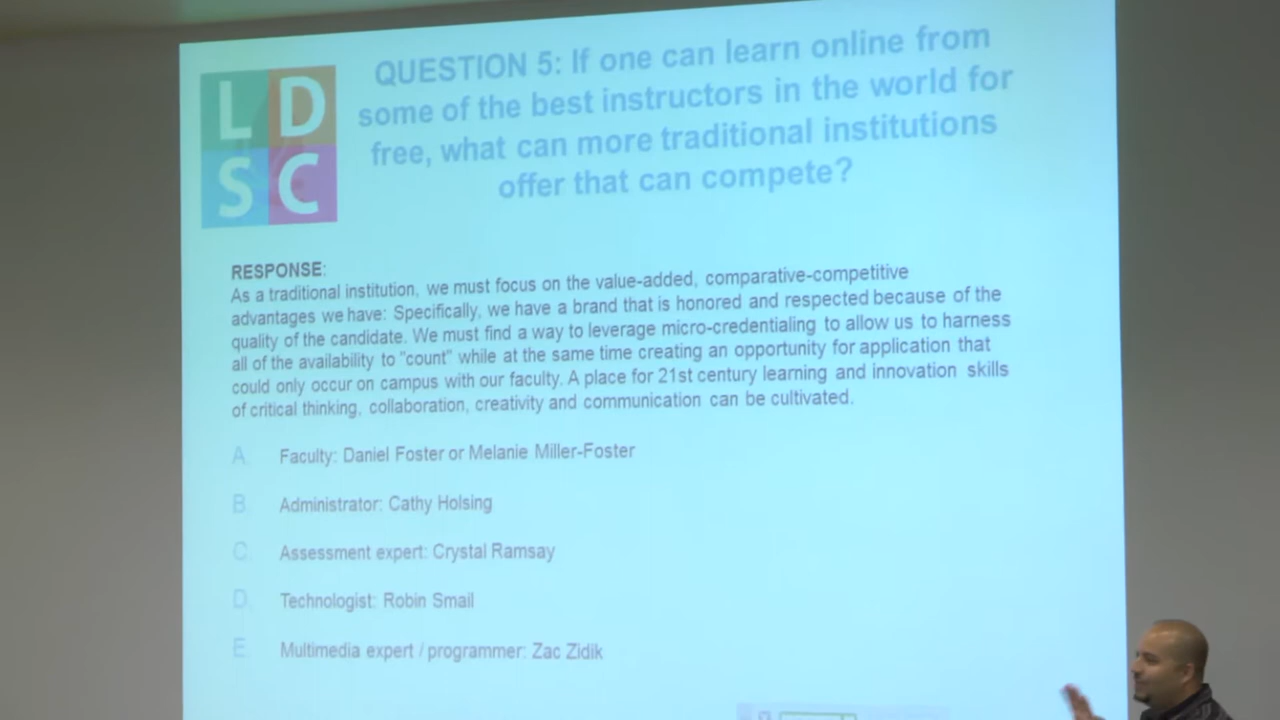 L D
S C
QUESTION 5: If one can learn online from
some of the best instructors in the world for
free, what can more traditional institutions
offer that can compete?
RESPONSE:
As a traditional institution, we must focus on the value-added, comparative-competitive
advantages we have: Specifically, we have a brand that is honored and respected because of the
quality of the candidate. We must find a way to leverage micro-credentialing to allow us to harness
all of the availability to "count" while at the same time creating an opportunity for application that
could only occur on campus with our faculty. A place for 21st century learning and innovation skills
of critical thinking, collaboration, creativity and communication can be cultivated.
A. Faculty: Daniel Foster or Melanie Miller-Foster
B. Administrator: Cathy Holsing
C. Assessment expert: Crystal Ramsay
D. Technologist: Robin Smail
E. Multimedia expert / programmer: Zac Zidik